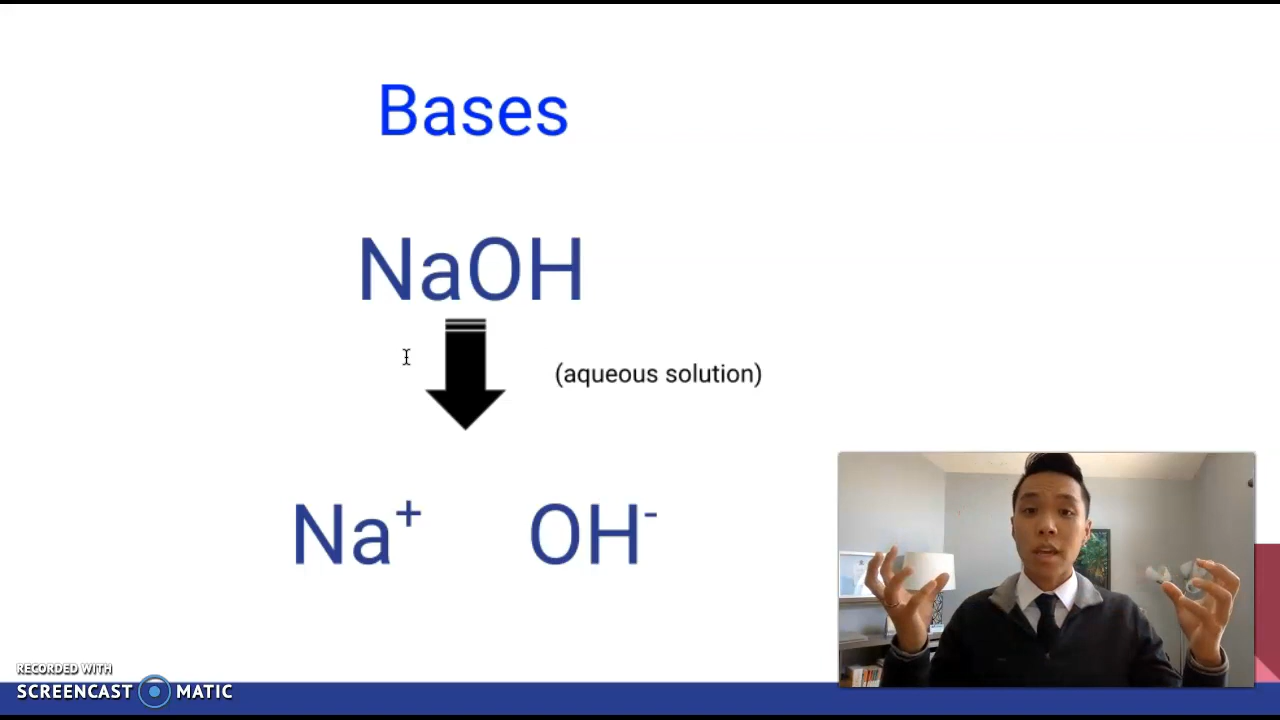 Bases
NaOH
(aqueous solution)
Na⁺ OH⁻
RECORDED WITH
SCREENCAST MATIC